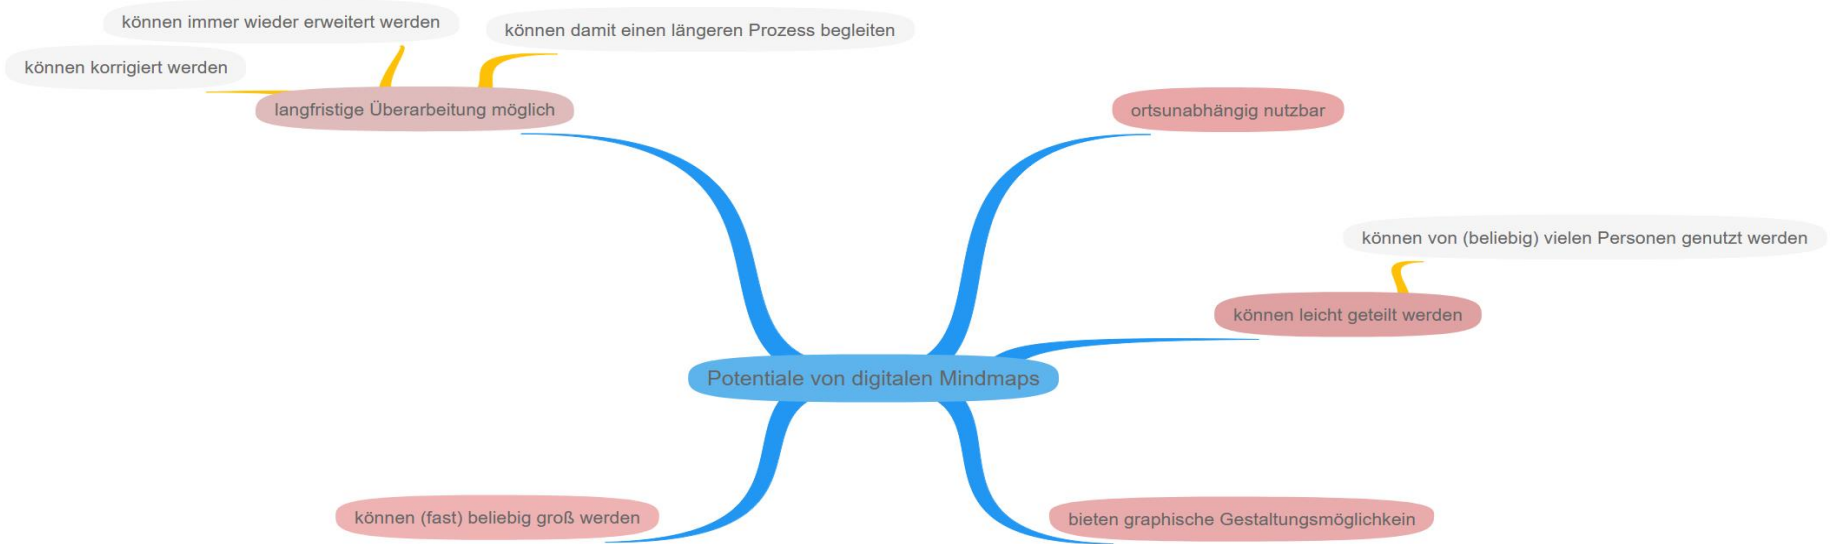 können immer wieder erweitert werden
können damit einen längeren Prozess begleiten
können korrigiert werden
langfristige Überarbeitung möglich
ortsunabhängig nutzbar
können von (beliebig) vielen Personen genutzt werden
können leicht geteilt werden
Potentiale von digitalen Mindmaps
können (fast) beliebig groß werden
bieten graphische Gestaltungsmöglichkein